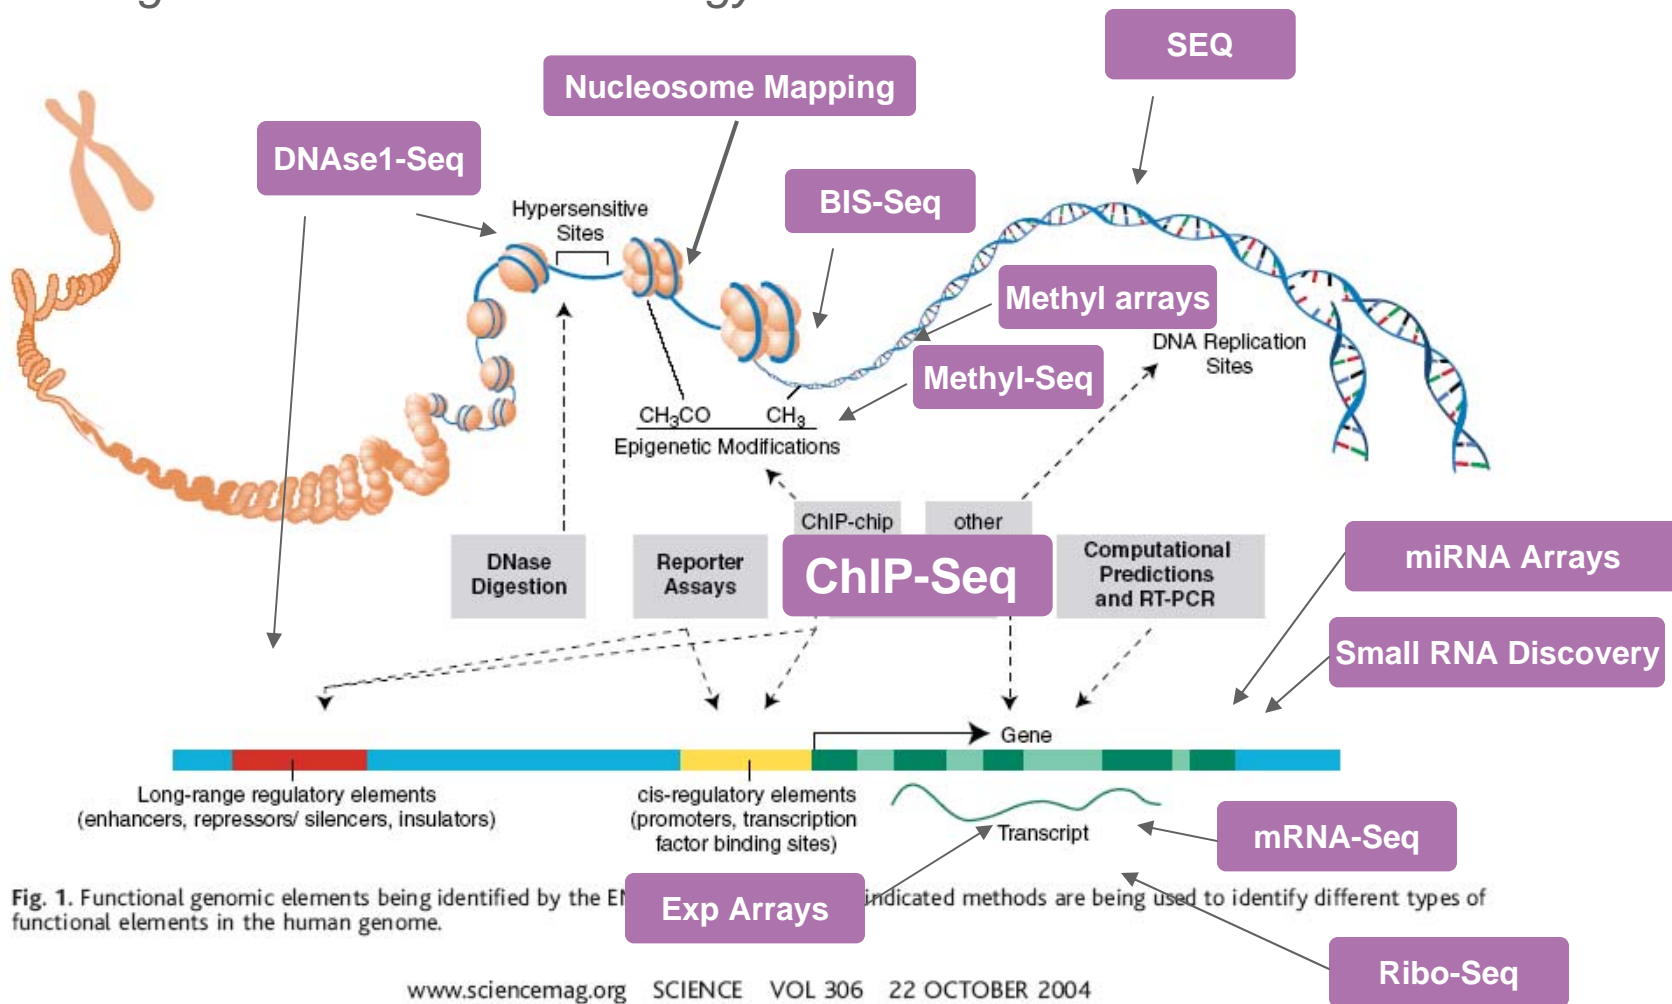 SEQ
Nucleosome Mapping
DNAse1-Seq
BIS-Seq
Hypersensitive
Sites
Methyl arrays
DNA Replication
Sites
Methyl-Seq
CH3CO
CH3
Epigenetic Modifications
ChIP-chip
other
DNase
Digestion
Reporter
Assays
ChIP-Seq
Computational
Predictions
and RT-PCR
miRNA Arrays
Small RNA Discovery
Gene
Long-range regulatory elements
(enhancers, repressors/ silencers, insulators)
cis-regulatory elements
(promoters, transcription
factor binding sites)
Transcript
mRNA-Seq
Exp Arrays
Ribo-Seq
Fig. 1. Functional genomic elements being identified by the indicated methods are being used to identify different types of
functional elements in the human genome.
www.sciencemag.org SCIENCE VOL 306 22 OCTOBER 2004